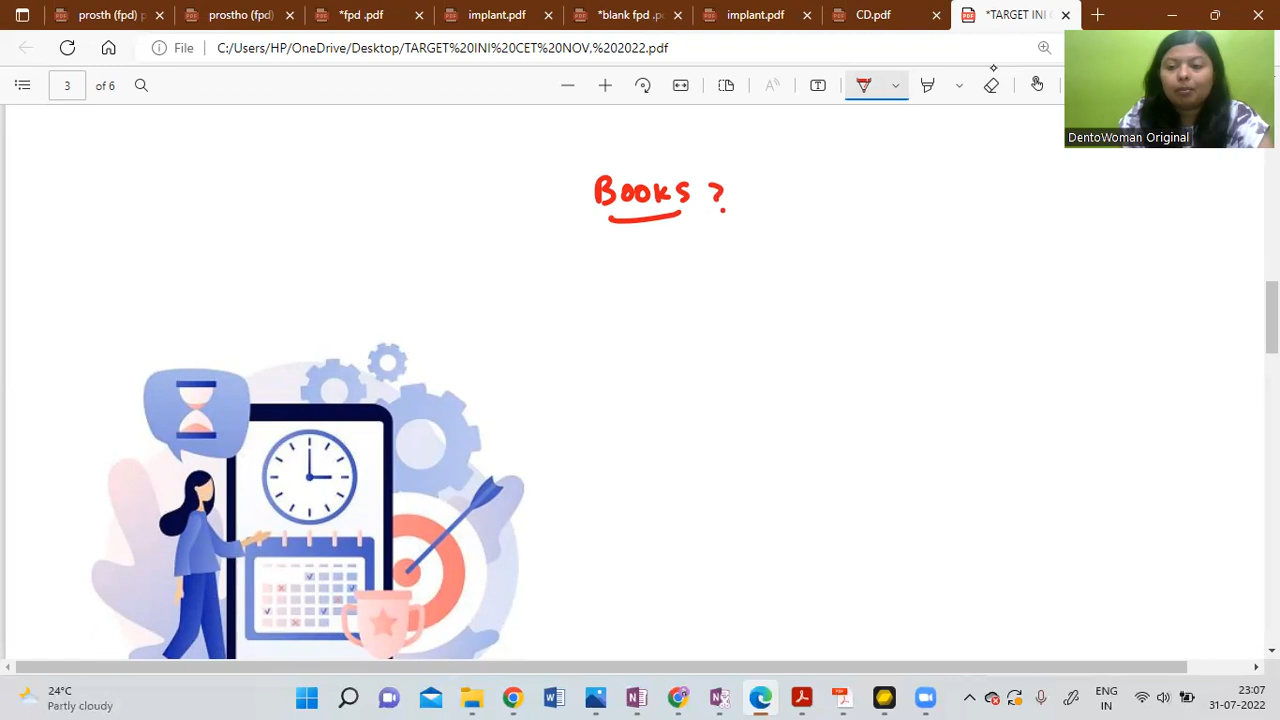 prosth (fpd)
prostho (fpd)
*fpd .pdf
implant.pdf
*blank fpd .p
implant.pdf
CD.pdf
*TARGET INI
File
C:/Users/HP/OneDrive/Desktop/TARGET%20INI%20CET%20NOV,%202022.pdf
3 of 6
DentoWoman Original
Books ?
24°C
Partly cloudy
ENG
IN
23:07
31-07-2022